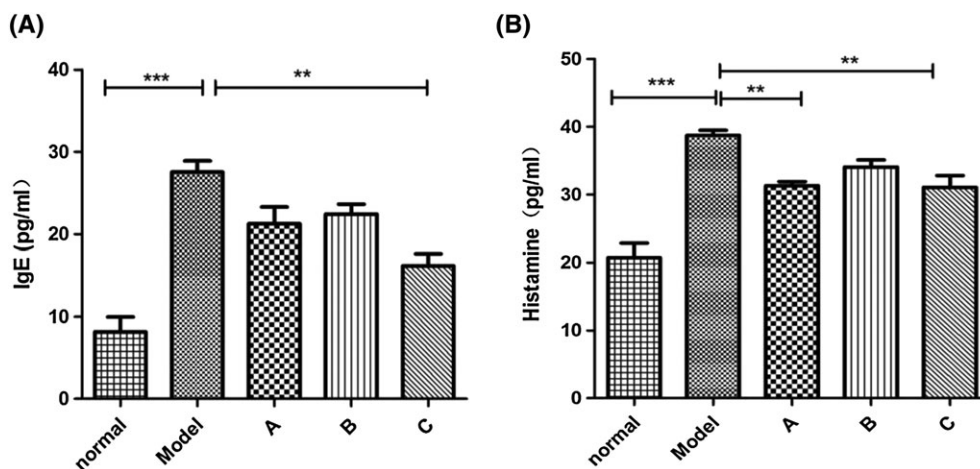 (A)
IgE (pg/ml)
40
30
20
10
0
***
**
normal
Model
A
B
C
(B)
Histamine (pg/ml)
50
40
30
20
10
0
***
**
**
normal
Model
A
B
C